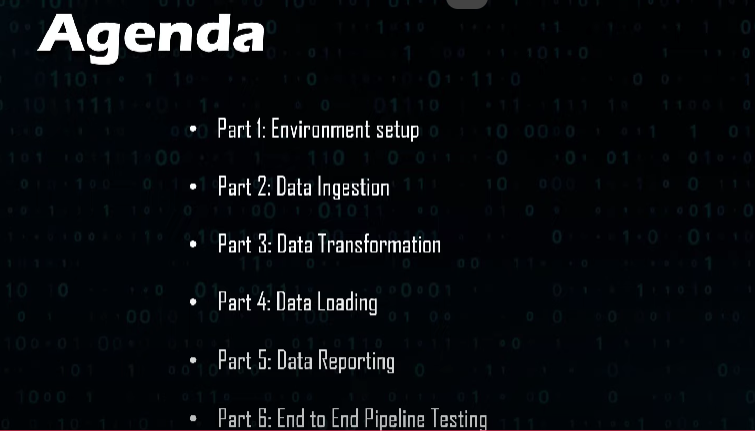 Agenda
• Part 1: Environment setup
• Part 2: Data Ingestion
• Part 3: Data Transformation
• Part 4: Data Loading
• Part 5: Data Reporting
• Part 6: End to End Pipeline Testing